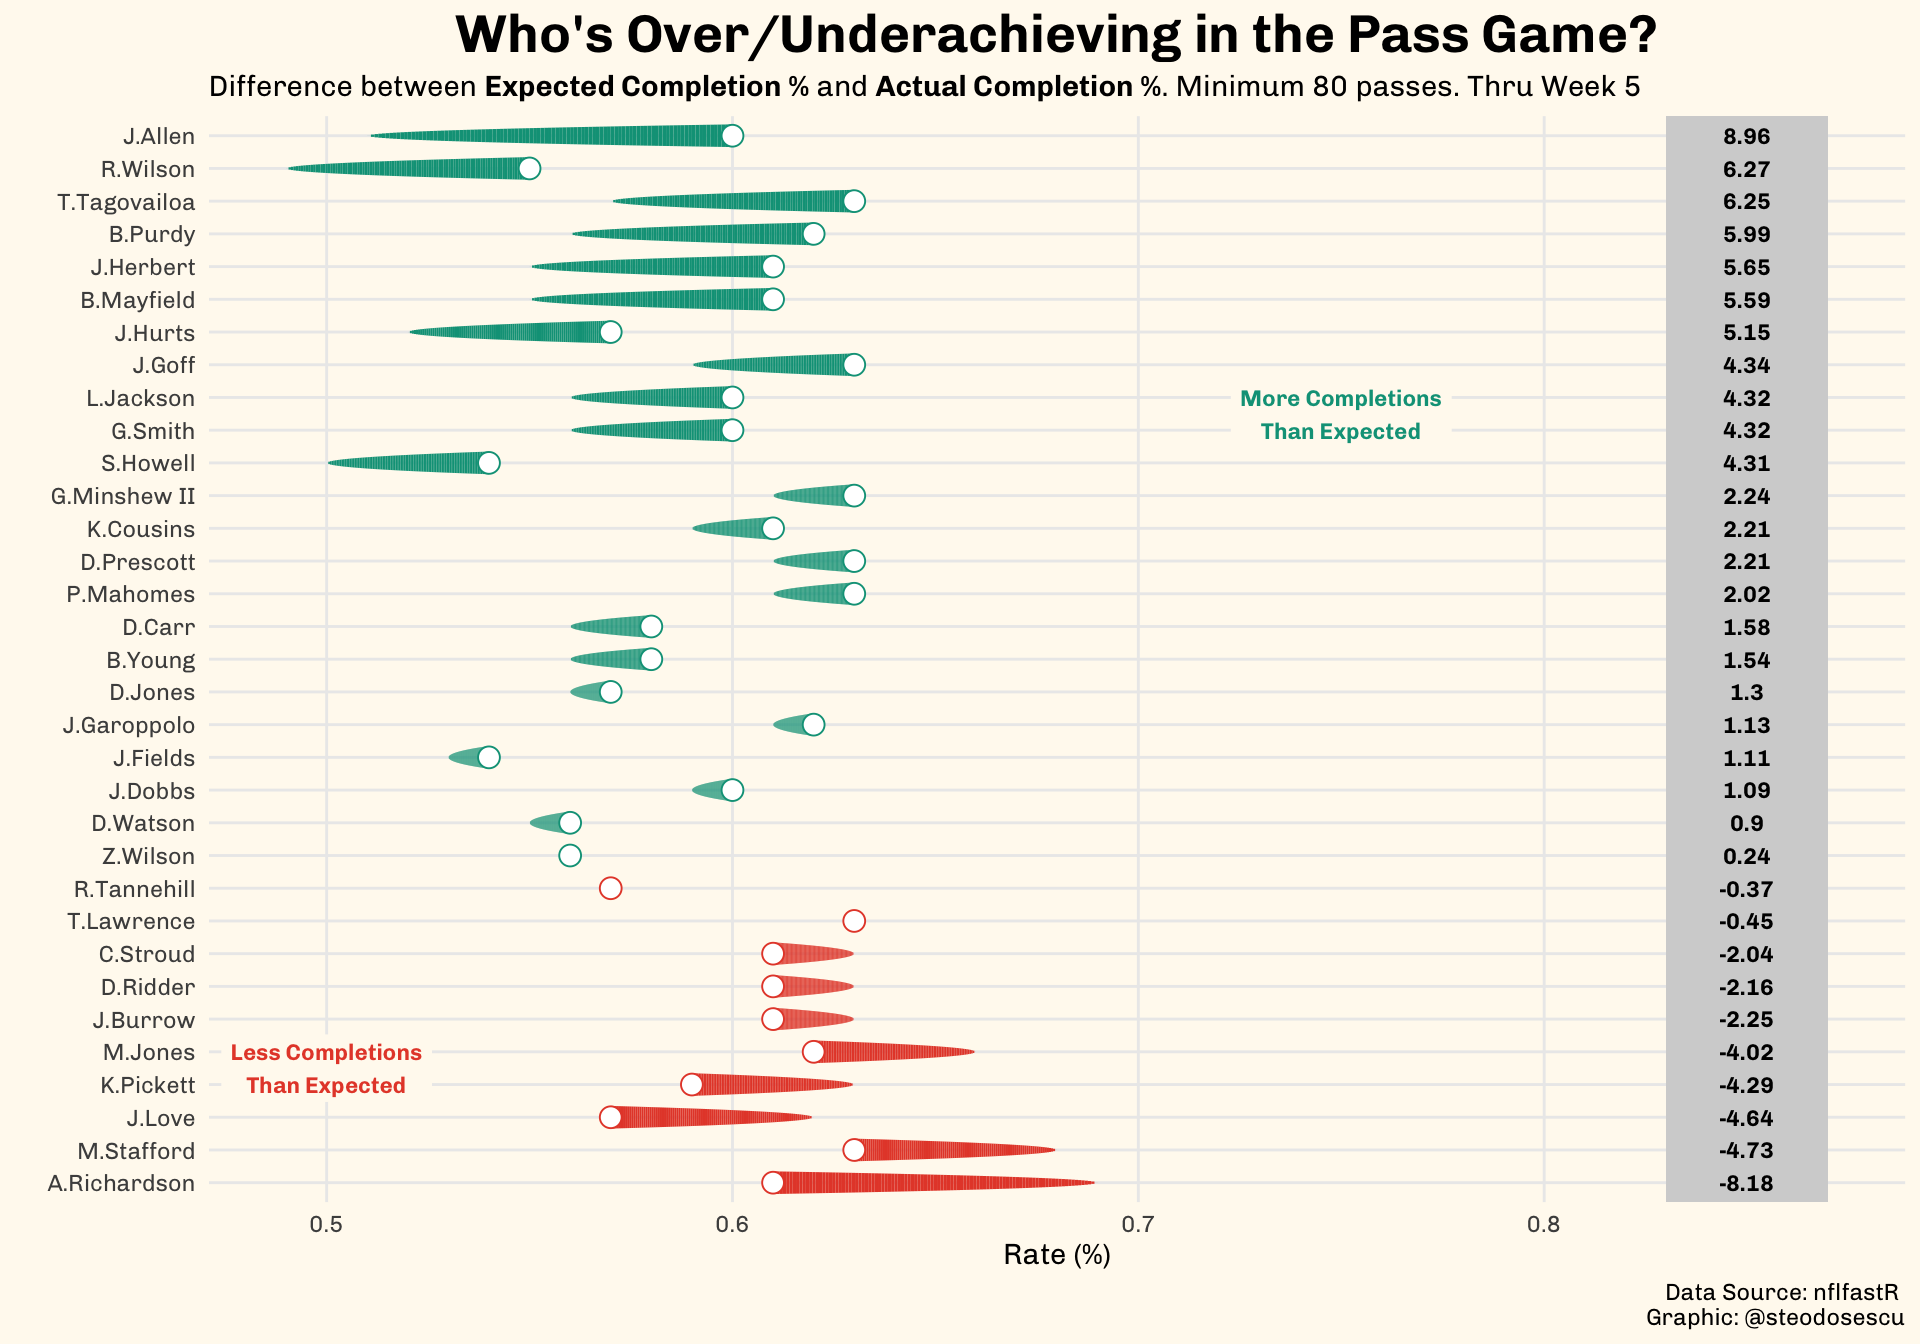 Who's Over/Underachieving in the Pass Game?
Difference between Expected Completion % and Actual Completion %. Minimum 80 passes. Thru Week 5
J.Allen 8.96
R.Wilson 6.27
T.Tagovailoa 6.25
B.Purdy 5.99
J.Herbert 5.65
B.Mayfield 5.59
J.Hurts 5.15
J.Goff 4.34
L.Jackson More Completions 4.32
G.Smith Than Expected 4.32
S.Howell 4.31
G.Minshew II 2.24
K.Cousins 2.21
D.Prescott 2.21
P.Mahomes 2.02
D.Carr 1.58
B.Young 1.54
D.Jones 1.3
J.Garoppolo 1.13
J.Fields 1.11
J.Dobbs 1.09
D.Watson 0.9
Z.Wilson 0.24
R.Tannehill -0.37
T.Lawrence -0.45
C.Stroud -2.04
D.Ridder -2.16
J.Burrow -2.25
M.Jones Less Completions -4.02
K.Pickett Than Expected -4.29
J.Love -4.64
M.Stafford -4.73
A.Richardson -8.18
0.5 0.6 0.7 0.8
Rate (%)
Data Source: nflfastR
Graphic: @steodosescu